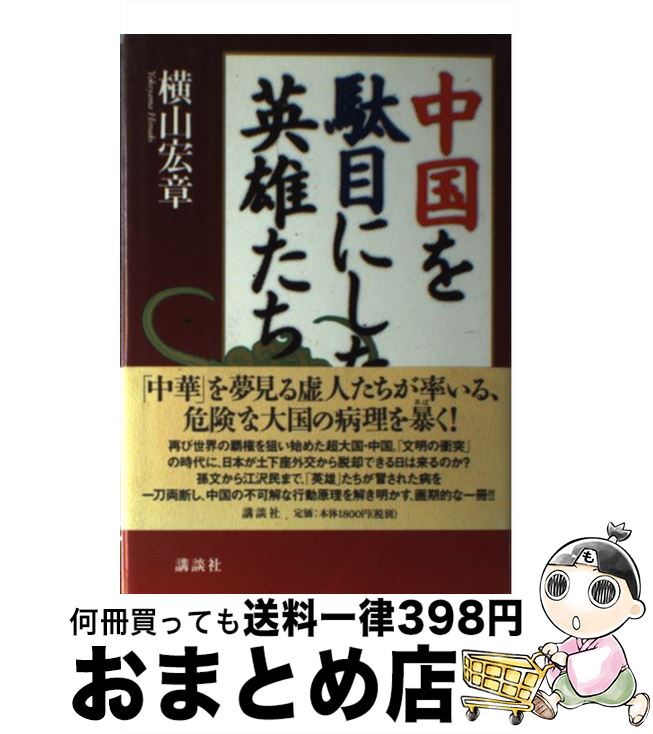 中国を
駄目にした
英雄たち
横山宏章
Yokoyama Hiroaki
「中華」を夢見る虚人たちが率いる、
危険な大国の病理を暴く!
あば
再び世界の覇権を狙い始めた超大国・中国。「文明の衝突」
の時代に、日本が土下座外交から脱却できる日は来るのか?
孫文から江沢民まで、「英雄」たちが冒された病を
一刀両断し、中国の不可解な行動原理を解き明かす、画期的な一冊!!
講談社 定価:本体1800円(税別)
講談社
何冊買っても送料一律398円
おまとめ店
も